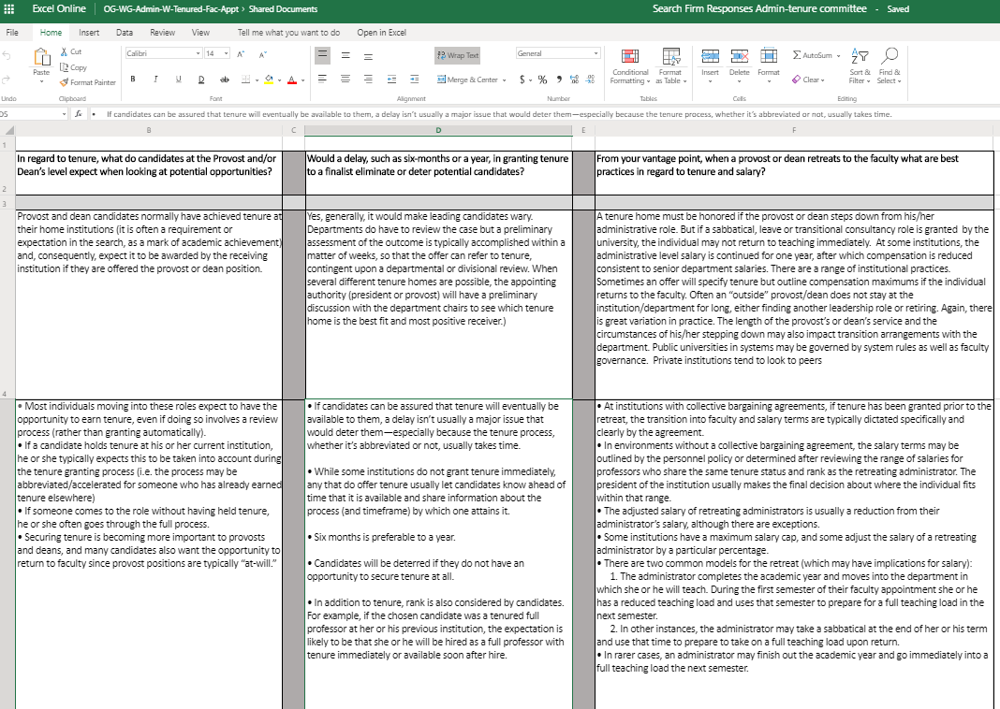 Excel Online OG-WG-Admin-W-Tenured-Fac-Appt › Shared Documents Search Firm Responses Admin-tenure committee - Saved
File Home Insert Data Review View Tell me what you want to do Open in Excel
Cut
Copy
Format Painter
Paste
Calibri 14 A A
B I U D ab A
Wrap Text
Merge & Center
General
$ % ,
Conditional Formatting
Format as Table
Insert Delete Format
AutoSum
Clear
Sort & Filter
Find & Select
Undo Clipboard Font Alignment Number Tables Cells Editing
D5 fx • If candidates can be assured that tenure will eventually be available to them, a delay isn't usually a major issue that would deter them—especially because the tenure process, whether it's abbreviated or not, usually takes time.
B C D E F
1
2
In regard to tenure, what do candidates at the Provost and/or
Dean's level expect when looking at potential opportunities?
Would a delay, such as six-months or a year, in granting tenure
to a finalist eliminate or deter potential candidates?
From your vantage point, when a provost or dean retreats to the faculty what are best
practices in regard to tenure and salary?
3
4
Provost and dean candidates normally have achieved tenure at
their home institutions (it is often a requirement or
expectation in the search, as a mark of academic achievement)
and, consequently, expect it to be awarded by the receiving
institution if they are offered the provost or dean position.
Yes, generally, it would make leading candidates wary.
Departments do have to review the case but a preliminary
assessment of the outcome is typically accomplished within a
matter of weeks, so that the offer can refer to tenure,
contingent upon a departmental or divisional review. When
several different tenure homes are possible, the appointing
authority (president or provost) will have a preliminary
discussion with the department chairs to see which tenure
home is the best fit and most positive receiver.)
A tenure home must be honored if the provost or dean steps down from his/her
administrative role. But if a sabbatical, leave or transitional consultancy role is granted by the
university, the individual may not return to teaching immediately. At some institutions, the
administrative level salary is continued for one year, after which compensation is reduced
consistent to senior department salaries. There are a range of institutional practices.
Sometimes an offer will specify tenure but outline compensation maximums if the individual
returns to the faculty. Often an "outside" provost/dean does not stay at the
institution/department for long, either finding another leadership role or retiring. Again, there
is great variation in practice. The length of the provost's or dean's service and the
circumstances of his/her stepping down may also impact transition arrangements with the
department. Public universities in systems may be governed by system rules as well as faculty
governance. Private institutions tend to look to peers
• Most individuals moving into these roles expect to have the
opportunity to earn tenure, even if doing so involves a review
process (rather than granting automatically).
• If a candidate holds tenure at his or her current institution,
he or she typically expects this to be taken into account during
the tenure granting process (i.e. the process may be
abbreviated/accelerated for someone who has already earned
tenure elsewhere)
• If someone comes to the role without having held tenure,
he or she often goes through the full process.
• Securing tenure is becoming more important to provosts
and deans, and many candidates also want the opportunity to
return to faculty since provost positions are typically "at-will."
• If candidates can be assured that tenure will eventually be
available to them, a delay isn't usually a major issue that
would deter them—especially because the tenure process,
whether it's abbreviated or not, usually takes time.
• While some institutions do not grant tenure immediately,
any that do offer tenure usually let candidates know ahead of
time that it is available and share information about the
process (and timeframe) by which one attains it.
• Six months is preferable to a year.
• Candidates will be deterred if they do not have an
opportunity to secure tenure at all.
• In addition to tenure, rank is also considered by candidates.
For example, if the chosen candidate was a tenured full
professor at her or his previous institution, the expectation is
likely to be that she or he will be hired as a full professor with
tenure immediately or available soon after hire.
• At institutions with collective bargaining agreements, if tenure has been granted prior to the
retreat, the transition into faculty and salary terms are typically dictated specifically and
clearly by the agreement.
• In environments without a collective bargaining agreement, the salary terms may be
outlined by the personnel policy or determined after reviewing the range of salaries for
professors who share the same tenure status and rank as the retreating administrator. The
president of the institution usually makes the final decision about where the individual fits
within that range.
• The adjusted salary of retreating administrators is usually a reduction from their
administrator's salary, although there are exceptions.
• Some institutions have a maximum salary cap, and some adjust the salary of a retreating
administrator by a particular percentage.
• There are two common models for the retreat (which may have implications for salary):
1. The administrator completes the academic year and moves into the department in
which she or he will teach. During the first semester of their faculty appointment she or he
has a reduced teaching load and uses that semester to prepare for a full teaching load in the
next semester.
2. In other instances, the administrator may take a sabbatical at the end of her or his term
and use that time to prepare to take on a full teaching load upon return.
• In rarer cases, an administrator may finish out the academic year and go immediately into a
full teaching load the next semester.